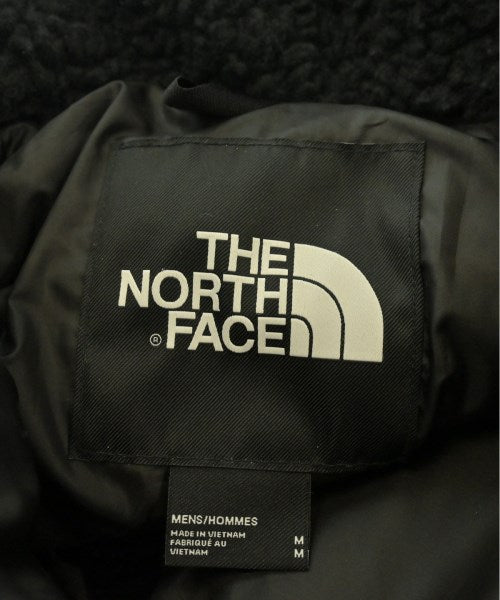 THE
NORTH
® FACE
MENS/HOMMES
MADE IN VIETNAM M
FABRIQUÉ AU
VIETNAM M